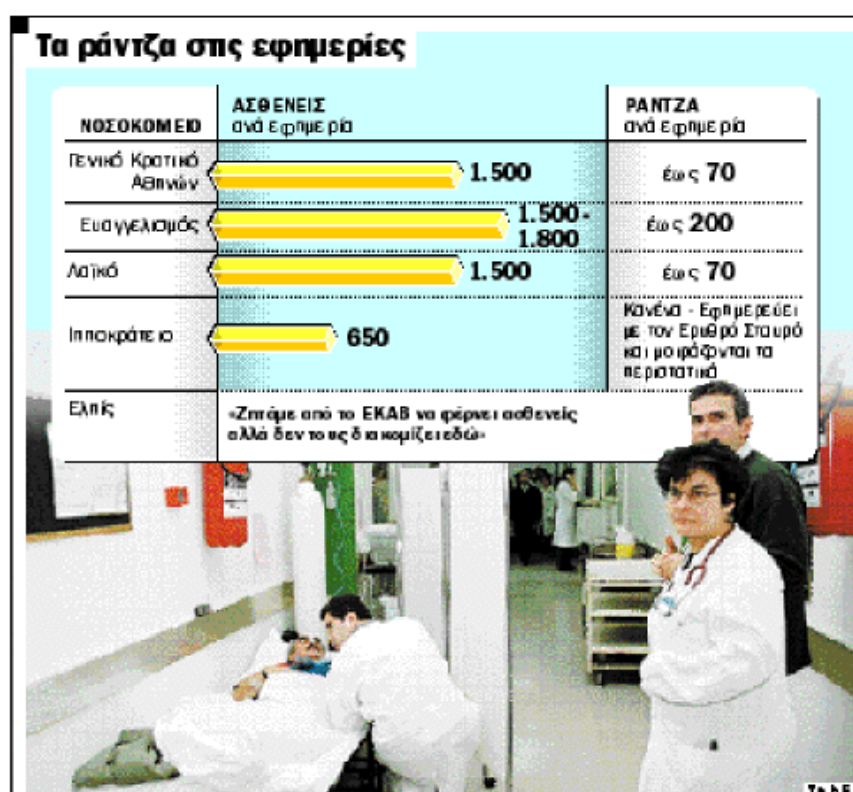 Τα ράντζα στις εφημερίες
ΝΟΣΟΚΟΜΕΙΟ
ΑΣΘΕΝΕΙΣ
ανά εφημερία
ΡΑΝΤΖΑ
ανά εφημερία
Γενικό Κρατικό
Αθηνών
1.500
έως 70
Ευαγγελισμός
1.500-
1.800
έως 200
Λαϊκό
1.500
έως 70
Ιπποκράτειο
650
Κανένα - Εφημερεύει
με τον Ερυθρό Σταυρό
και μοιράζονται τα
περιστατικά
Ελπίς
«Ζητάμε από το ΕΚΑΒ να φέρνει ασθενείς
αλλά δεν τους διακομίζει εδώ»